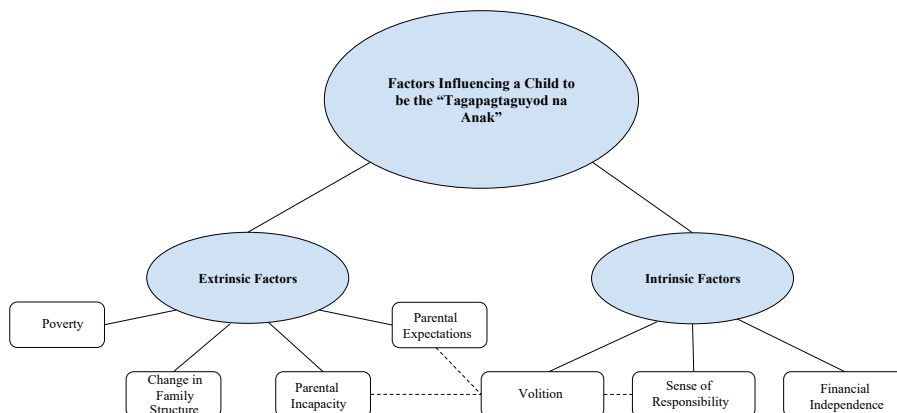 Factors Influencing a Child to
be the “Tagapagtaguyod na
Anak”
Extrinsic Factors
Intrinsic Factors
Poverty
Parental
Expectations
Change in
Family
Structure
Parental
Incapacity
Volition
Sense of
Responsibility
Financial
Independence